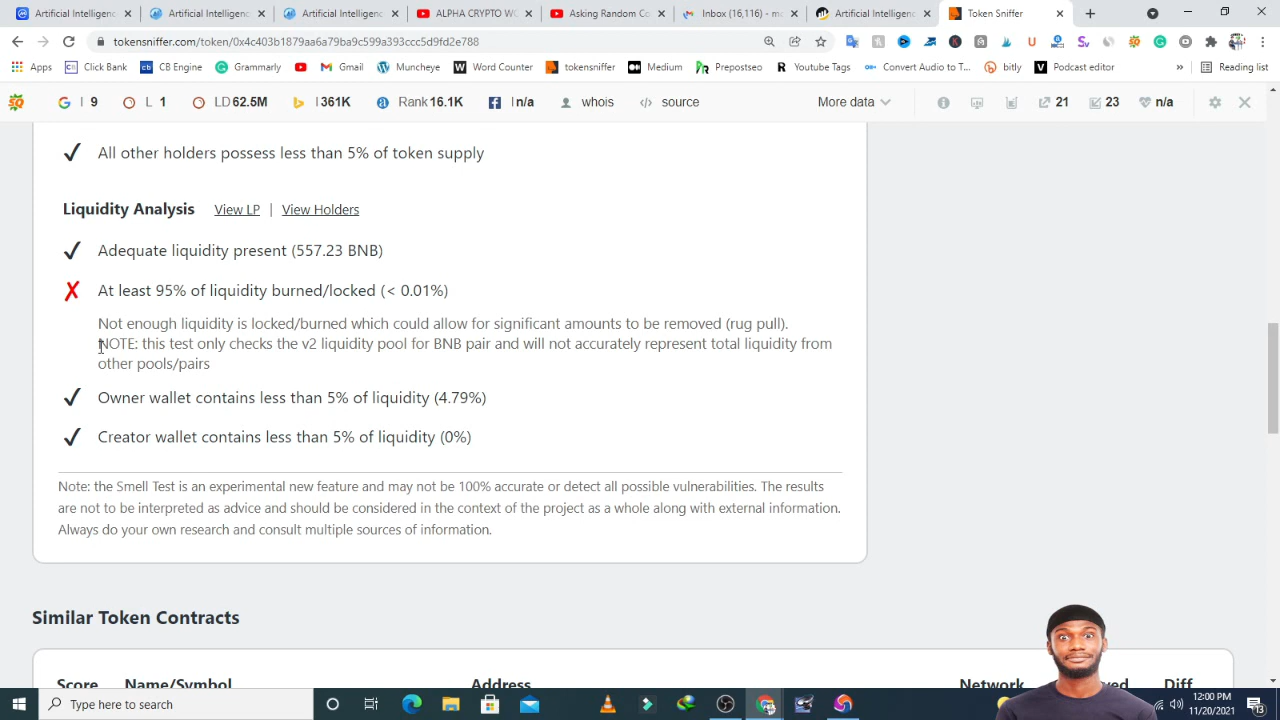 Artificial Intelligence
Artificial Intelligence
Artificial Intelligence
ALPHA CRYPTO WO
Asking Random Co
Inbox (16,116) - m
Artificial Intelligenc
Token Sniffer
tokensniffer.com/token/0x4c403b1879aa6a79ba9c599a393ccc5d9fd2e788
Apps
Click Bank
CB Engine
Grammarly
Gmail
Muncheye
Word Counter
tokensniffer
Medium
Prepostseo
Youtube Tags
Convert Audio to T...
bitly
Podcast editor
»
Reading list
I 9
L 1
LD 62.5M
I 361K
Rank 16.1K
I n/a
whois
source
More data
21
23
n/a
All other holders possess less than 5% of token supply
Liquidity Analysis View LP | View Holders
Adequate liquidity present (557.23 BNB)
At least 95% of liquidity burned/locked (< 0.01%)
Not enough liquidity is locked/burned which could allow for significant amounts to be removed (rug pull).
NOTE: this test only checks the v2 liquidity pool for BNB pair and will not accurately represent total liquidity from
other pools/pairs
Owner wallet contains less than 5% of liquidity (4.79%)
Creator wallet contains less than 5% of liquidity (0%)
Note: the Smell Test is an experimental new feature and may not be 100% accurate or detect all possible vulnerabilities. The results
are not to be interpreted as advice and should be considered in the context of the project as a whole along with external information.
Always do your own research and consult multiple sources of information.
Similar Token Contracts
Score Name/Symbol Address Network Diff
Type here to search
12:00 PM
11/20/2021